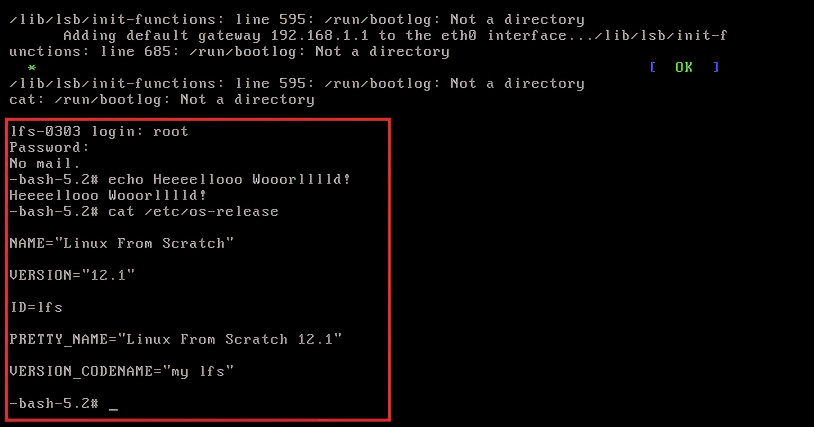 /lib/lsb/init-functions: line 595: /run/bootlog: Not a directory
Adding default gateway 192.168.1.1 to the eth0 interface.../lib/lsb/init-f
unctions: line 685: /run/bootlog: Not a directory
* [ OK ]
/lib/lsb/init-functions: line 595: /run/bootlog: Not a directory
cat: /run/bootlog: Not a directory
lfs-0303 login: root
Password:
No mail.
-bash-5.2# echo Heeeellooo Wooorlllld!
Heeeellooo Wooorlllld!
-bash-5.2# cat /etc/os-release
NAME="Linux From Scratch"
VERSION="12.1"
ID=lfs
PRETTY_NAME="Linux From Scratch 12.1"
VERSION_CODENAME="my lfs"
-bash-5.2# _